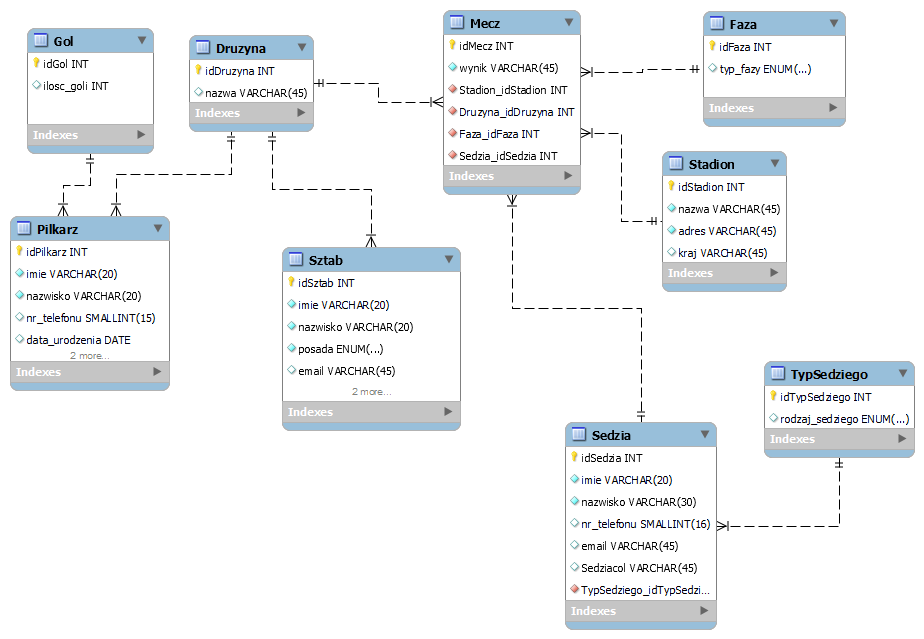 Gol
idGol INT
ilosc_goli INT
Indexes
Druzyna
idDruzyna INT
nazwa VARCHAR(45)
Indexes
Mecz
idMecz INT
wynik VARCHAR(45)
Stadion_idStadion INT
Druzyna_idDruzyna INT
Faza_idFaza INT
Sedzia_idSedzia INT
Indexes
Faza
idFaza INT
typ_fazy ENUM(...)
Indexes
Stadion
idStadion INT
nazwa VARCHAR(45)
adres VARCHAR(45)
kraj VARCHAR(45)
Indexes
Pilkarz
idPilkarz INT
imie VARCHAR(20)
nazwisko VARCHAR(20)
nr_telefonu SMALLINT(15)
data_urodzenia DATE
2 more...
Indexes
Sztab
idSztab INT
imie VARCHAR(20)
nazwisko VARCHAR(20)
posada ENUM(...)
email VARCHAR(45)
2 more...
Indexes
TypSedziego
idTypSedziego INT
rodzaj_sedziego ENUM(...)
Indexes
Sedzia
idSedzia INT
imie VARCHAR(20)
nazwisko VARCHAR(30)
nr_telefonu SMALLINT(16)
email VARCHAR(45)
Sedziacol VARCHAR(45)
TypSedziego_idTypSedzi...
Indexes